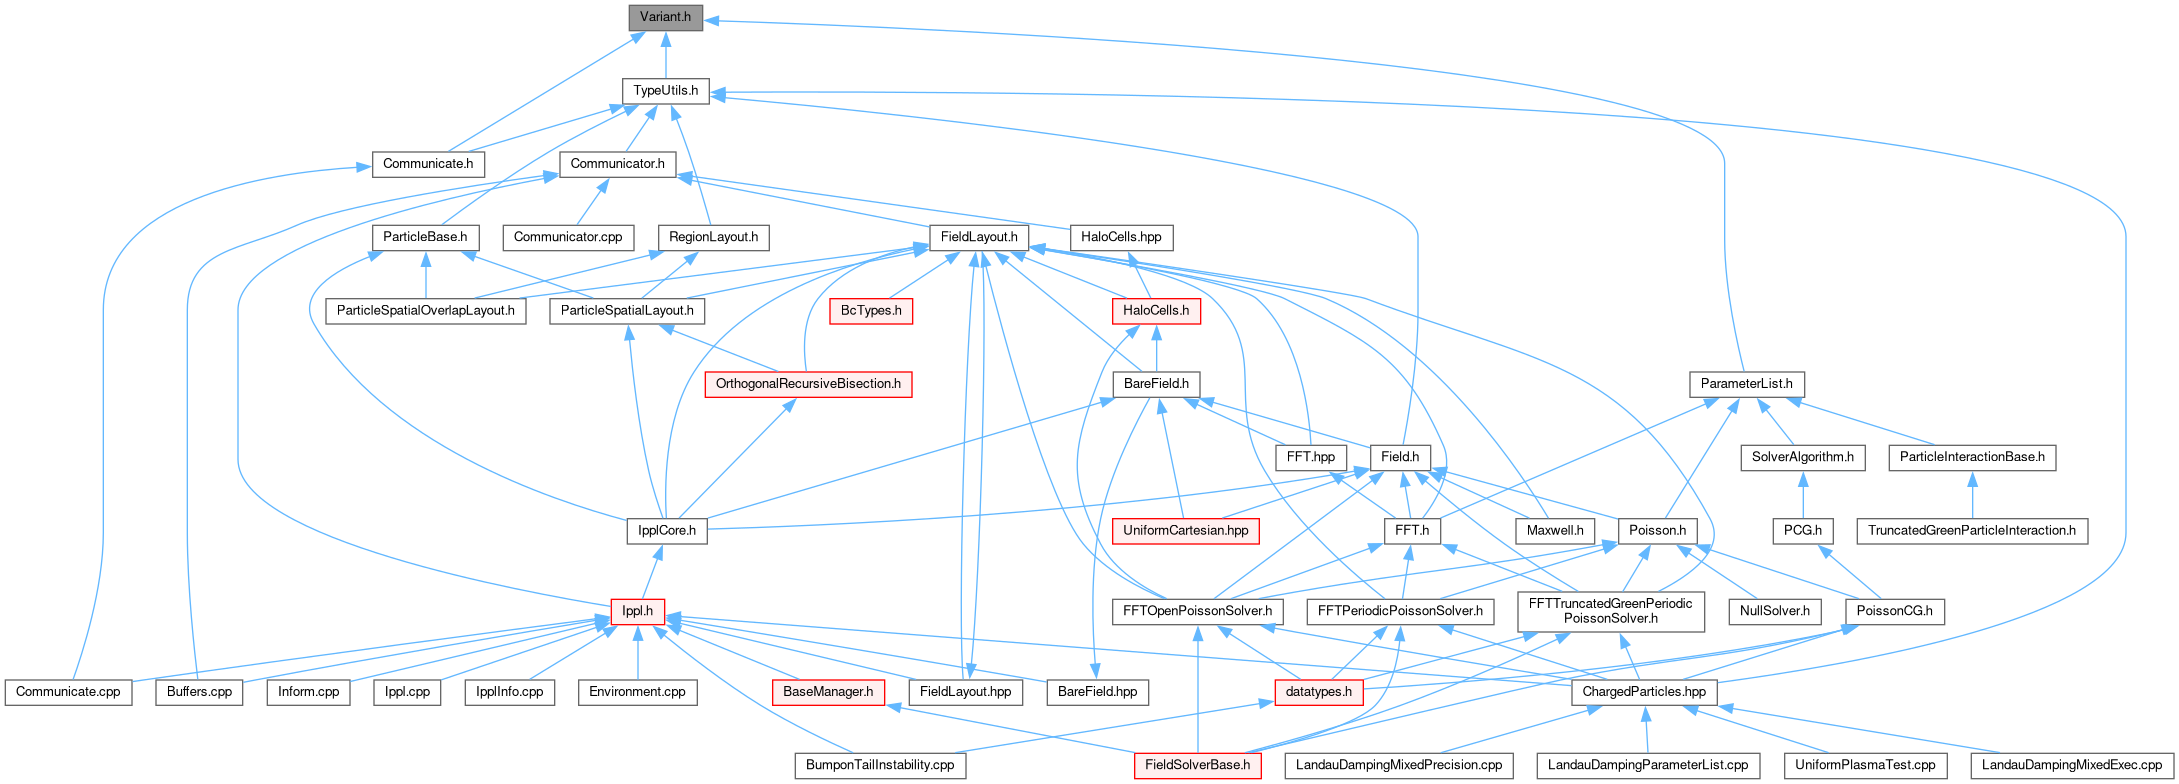 Variant.h
TypeUtils.h
Communicate.h
Communicator.h
ParticleBase.h
Communicator.cpp
RegionLayout.h
FieldLayout.h
HaloCells.hpp
ParticleSpatialOverlapLayout.h
ParticleSpatialLayout.h
BcTypes.h
HaloCells.h
OrthogonalRecursiveBisection.h
BareField.h
ParameterList.h
FFT.hpp
Field.h
SolverAlgorithm.h
ParticleInteractionBase.h
IpplCore.h
UniformCartesian.hpp
FFT.h
Maxwell.h
Poisson.h
PCG.h
TruncatedGreenParticleInteraction.h
Ippl.h
FFTOpenPoissonSolver.h
FFTPeriodicPoissonSolver.h
FFTTruncatedGreenPeriodic
PoissonSolver.h
NullSolver.h
PoissonCG.h
Communicate.cpp
Buffers.cpp
Inform.cpp
Ippl.cpp
IpplInfo.cpp
Environment.cpp
BaseManager.h
FieldLayout.hpp
BareField.hpp
datatypes.h
ChargedParticles.hpp
BumponTailInstability.cpp
FieldSolverBase.h
LandauDampingMixedPrecision.cpp
LandauDampingParameterList.cpp
UniformPlasmaTest.cpp
LandauDampingMixedExec.cpp